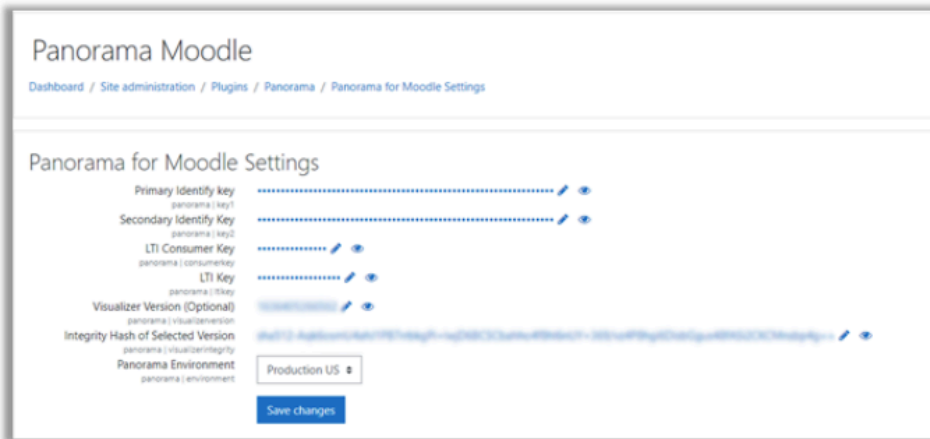 Panorama Moodle
Dashboard / Site administration / Plugins / Panorama / Panorama for Moodle Settings
Panorama for Moodle Settings
Primary Identify key
panorama | key1
Secondary Identify Key
panorama | key2
LTI Consumer Key
panorama | consumerkey
LTI Key
panorama | ltikey
Visualizer Version (Optional)
panorama | visualizerversion
Integrity Hash of Selected Version
panorama | visualizerintegrity
Panorama Environment
panorama | environment
Production US
Save changes